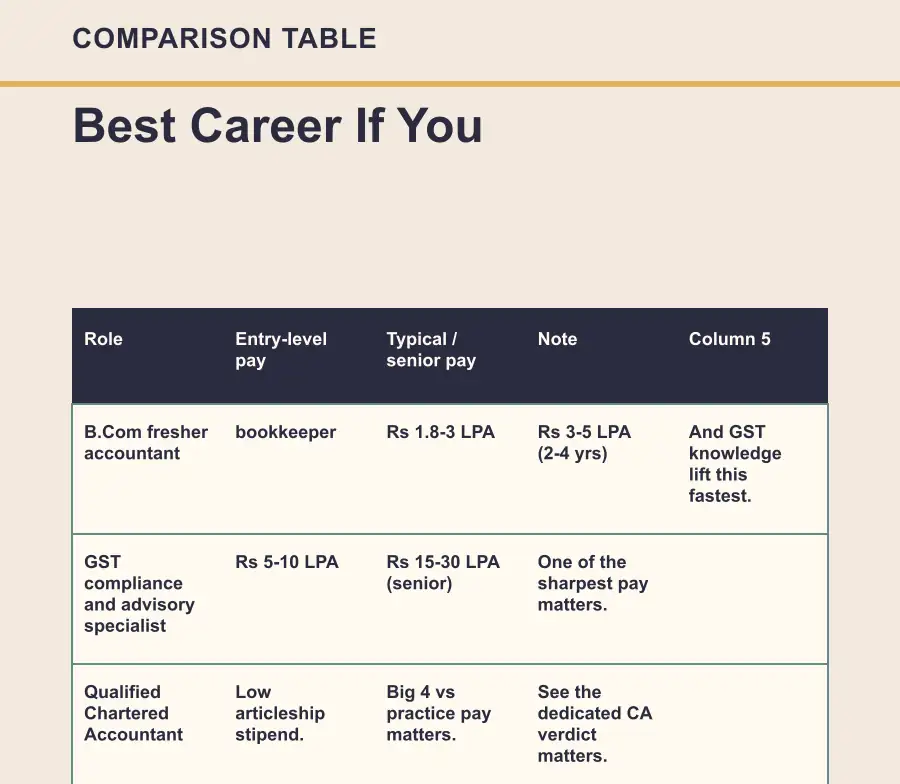 COMPARISON TABLE
Best Career If You
Role
Entry-level
pay
Typical /
senior pay
Note
Column 5
B.Com fresher
accountant
bookkeeper
Rs 1.8-3 LPA
Rs 3-5 LPA
(2-4 yrs)
And GST
knowledge
lift this
fastest.
GST
compliance
and advisory
specialist
Rs 5-10 LPA
Rs 15-30 LPA
(senior)
One of the
sharpest pay
matters.
Qualified
Chartered
Accountant
Low
articleship
stipend.
Big 4 vs
practice pay
matters.
See the
dedicated CA
verdict
matters.